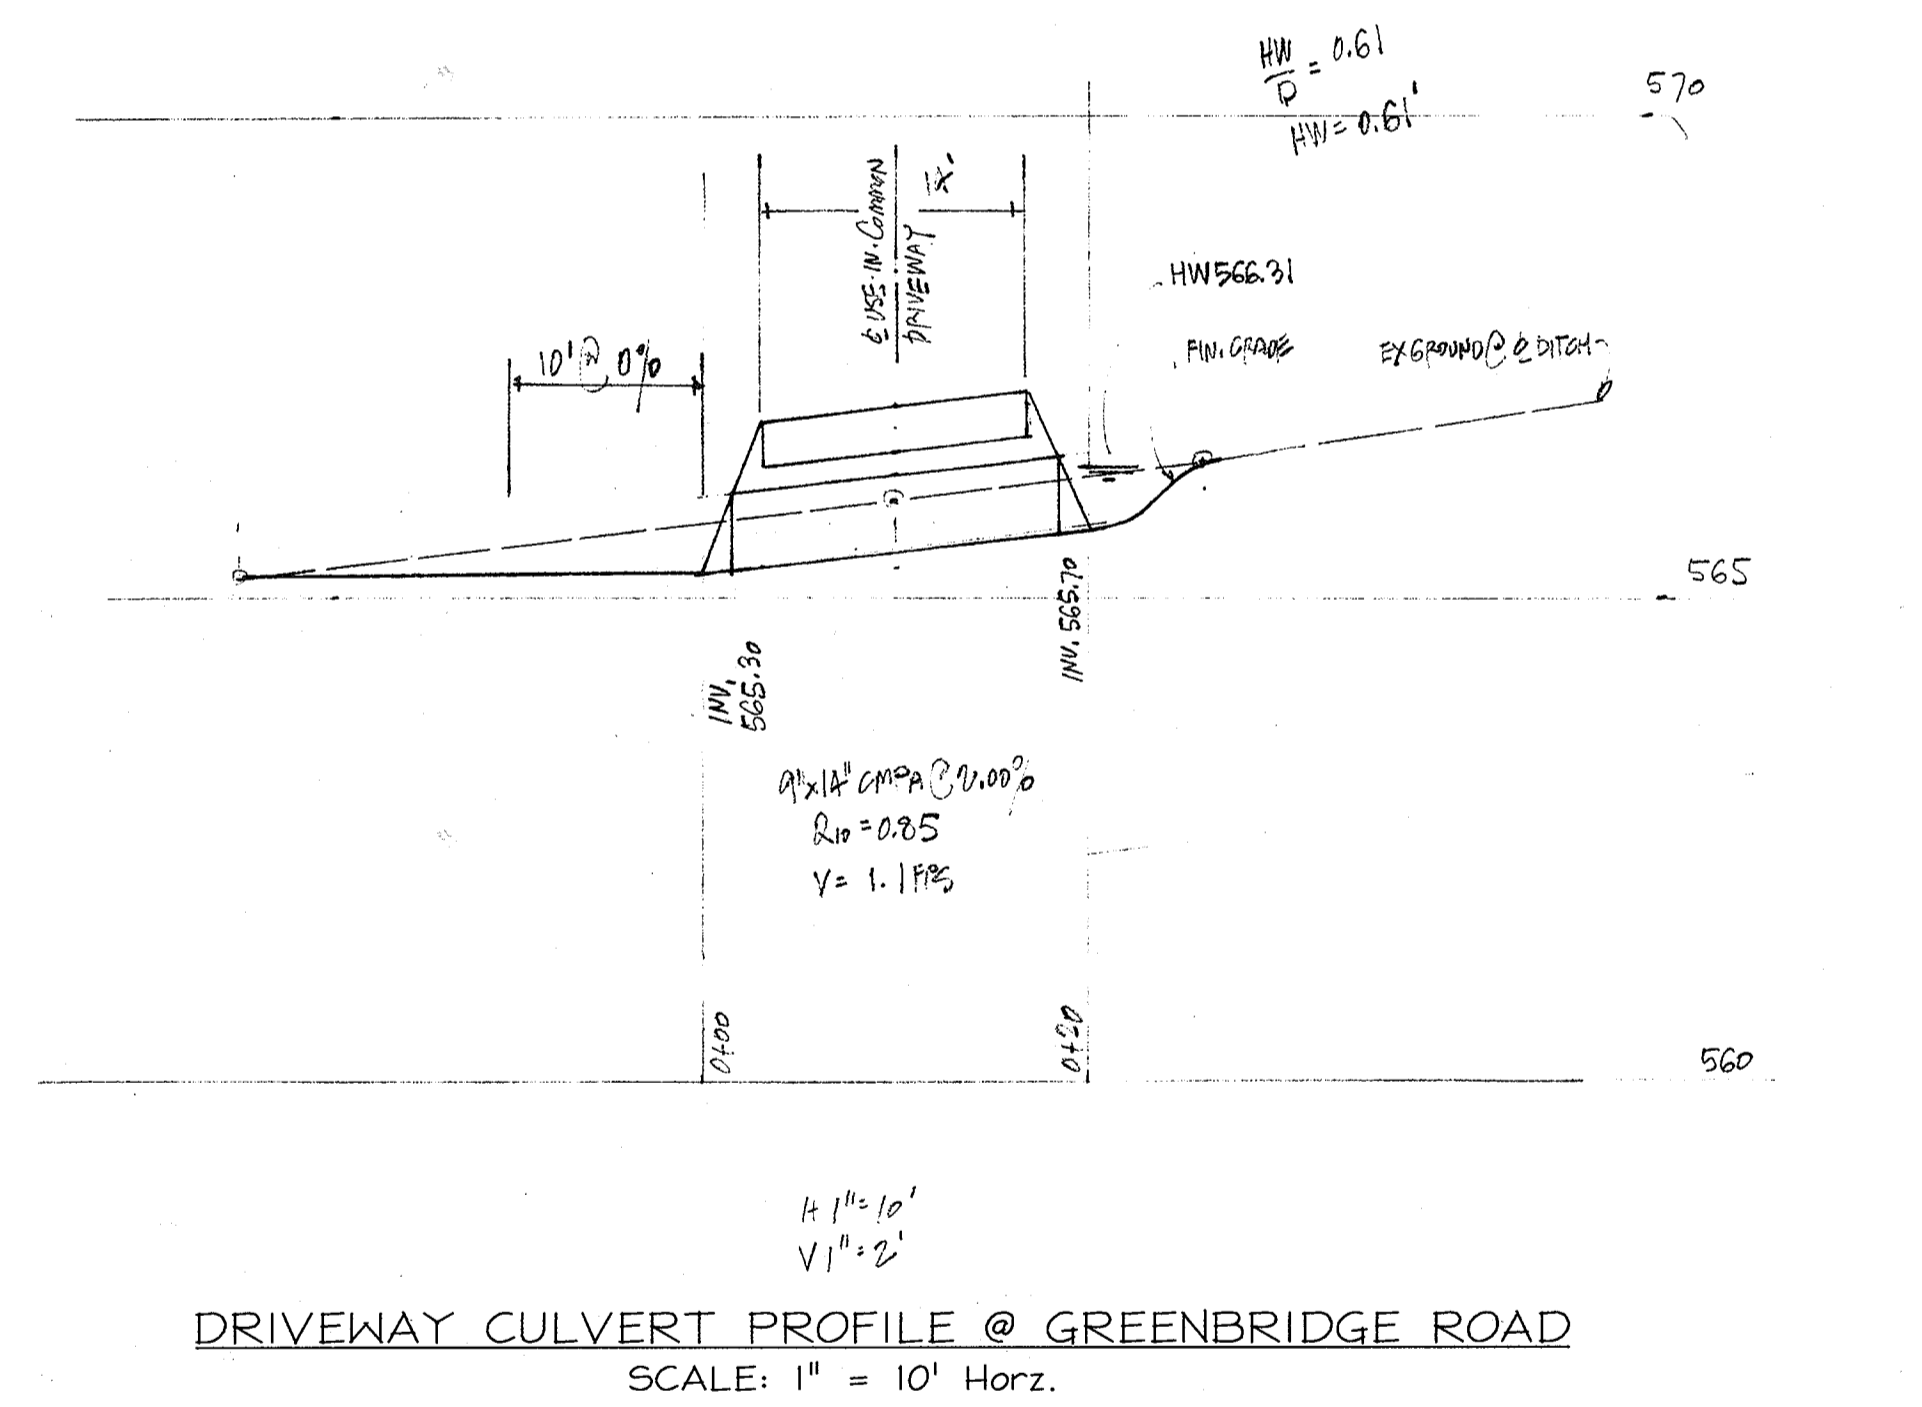 HW/D = 0.61
HW = 0.61'
570
℄ USE-IN-COMMON
DRIVEWAY
HW 566.31
10' @ 0%
FIN. GRADE
EX GROUND @ ℄ DITCH
565
INV.
565.30
INV. 565.70
9"x14" CMPA @ 2.00%
Q10 = 0.85
V = 1.1 FPS
0+00
0+20
560
H 1" = 10'
V 1" = 2'
DRIVEWAY CULVERT PROFILE @ GREENBRIDGE ROAD
SCALE: 1" = 10' Horz.